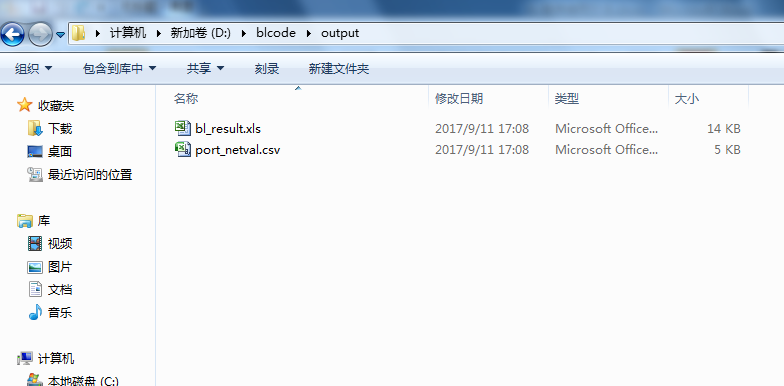 计算机 新加卷 (D:) blcode output
组织 包含到库中 共享 刻录 新建文件夹
收藏夹
下载
桌面
最近访问的位置
库
视频
图片
文档
音乐
计算机
本地磁盘 (C:)
名称 修改日期 类型 大小
bl_result.xls 2017/9/11 17:08 Microsoft Office... 14 KB
port_netval.csv 2017/9/11 17:08 Microsoft Office... 5 KB